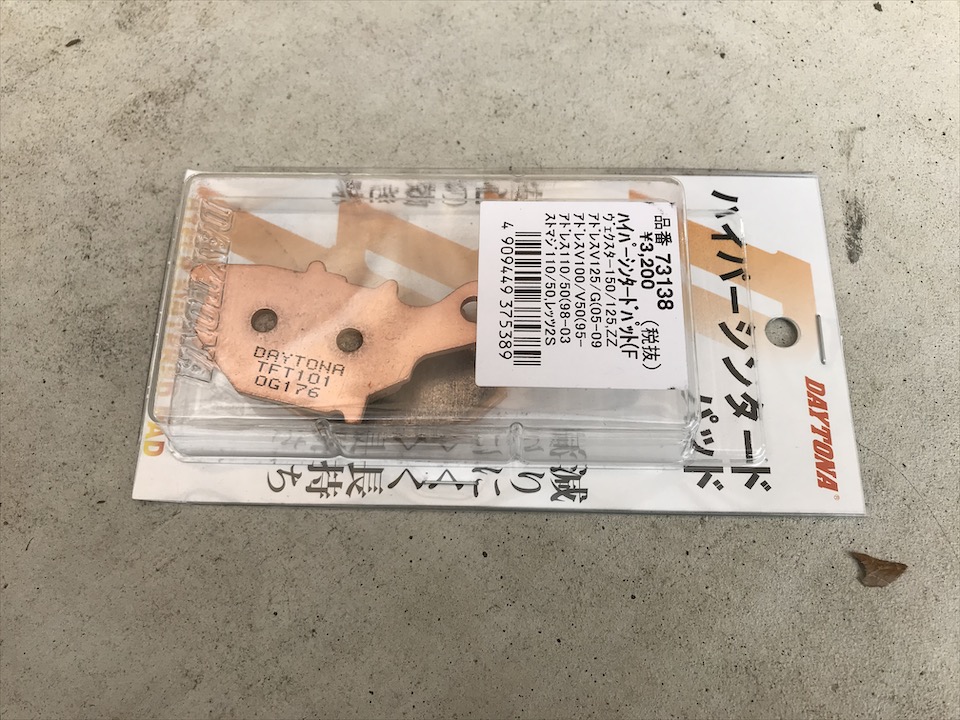 DAYTONA
ハイパーシンタード
パッド
減りにくく長持ち
品番 73138
¥3,200 (税抜)
ハイパーシンタードパット(F
ヴェクスター150/125,ZZ
アドレスV125/G(05-09
アドレスV100/V50(95-
アドレス110/50(98-03
ストマジ110/50,レッツ2S
4 909449 375389
DAYTONA
TFT101
OG176
DAYTONA